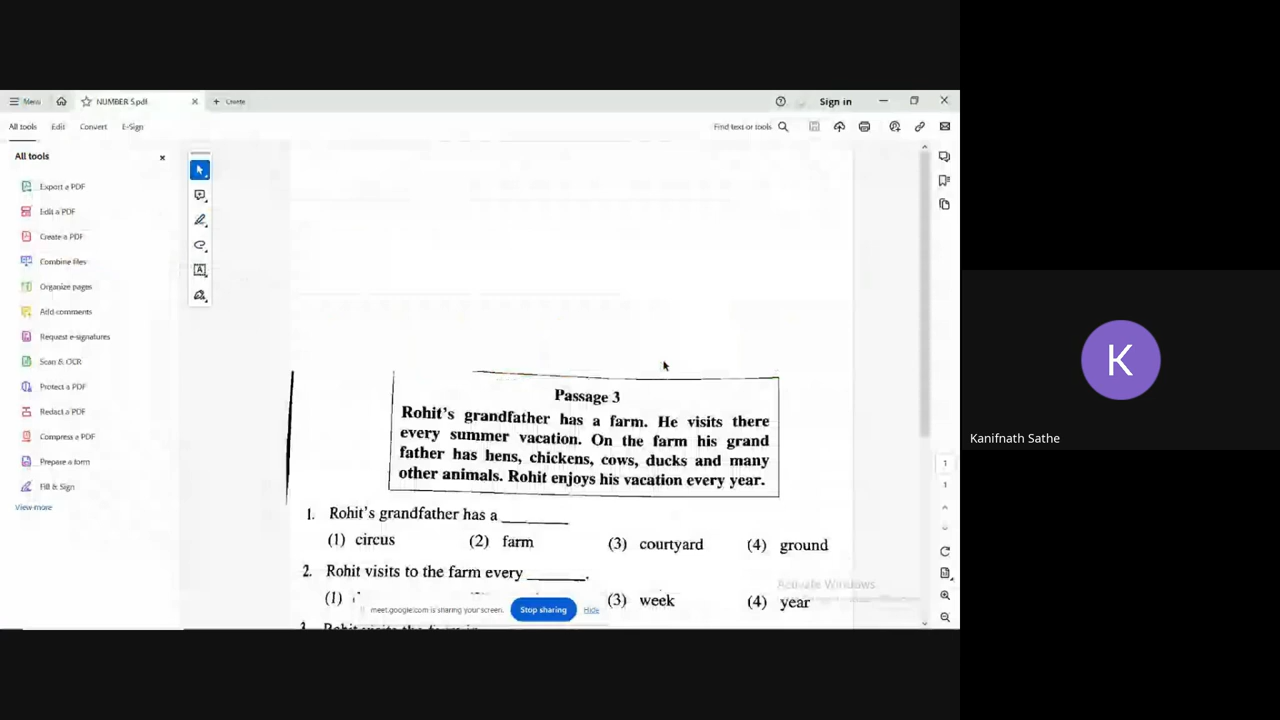 Menu
NUMBER 5.pdf
Create
Sign in
All tools
Edit
Convert
E-Sign
Find text or tools
All tools
Export a PDF
Edit a PDF
Create a PDF
Combine files
Organize pages
Add comments
Request e-signatures
Scan & OCR
Protect a PDF
Redact a PDF
Compress a PDF
Prepare a form
Fill & Sign
View more
Passage 3
Rohit's grandfather has a farm. He visits there
every summer vacation. On the farm his grand
father has hens, chickens, cows, ducks and many
other animals. Rohit enjoys his vacation every year.
1. Rohit's grandfather has a ________
(1) circus (2) farm (3) courtyard (4) ground
2. Rohit visits to the farm every _______.
(1) (3) week (4) year
Activate Windows
meet.google.com is sharing your screen. Stop sharing Hide
1
1
K
Kanifnath Sathe